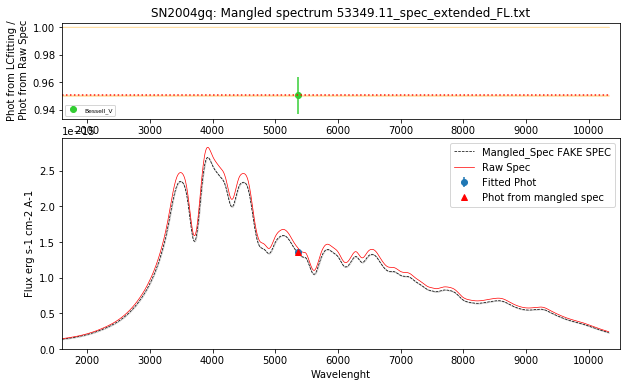 SN2004gq: Mangled spectrum 53349.11_spec_extended_FL.txt
Phot from LCfitting /
Phot from Raw Spec
1.00
0.98
0.96
0.94
Bessell_V
2000 3000 4000 5000 6000 7000 8000 9000 10000
1e−15
Flux erg s-1 cm-2 A-1
2.5
2.0
1.5
1.0
0.5
0.0
Mangled_Spec FAKE SPEC
Raw Spec
Fitted Phot
Phot from mangled spec
2000 3000 4000 5000 6000 7000 8000 9000 10000
Wavelenght